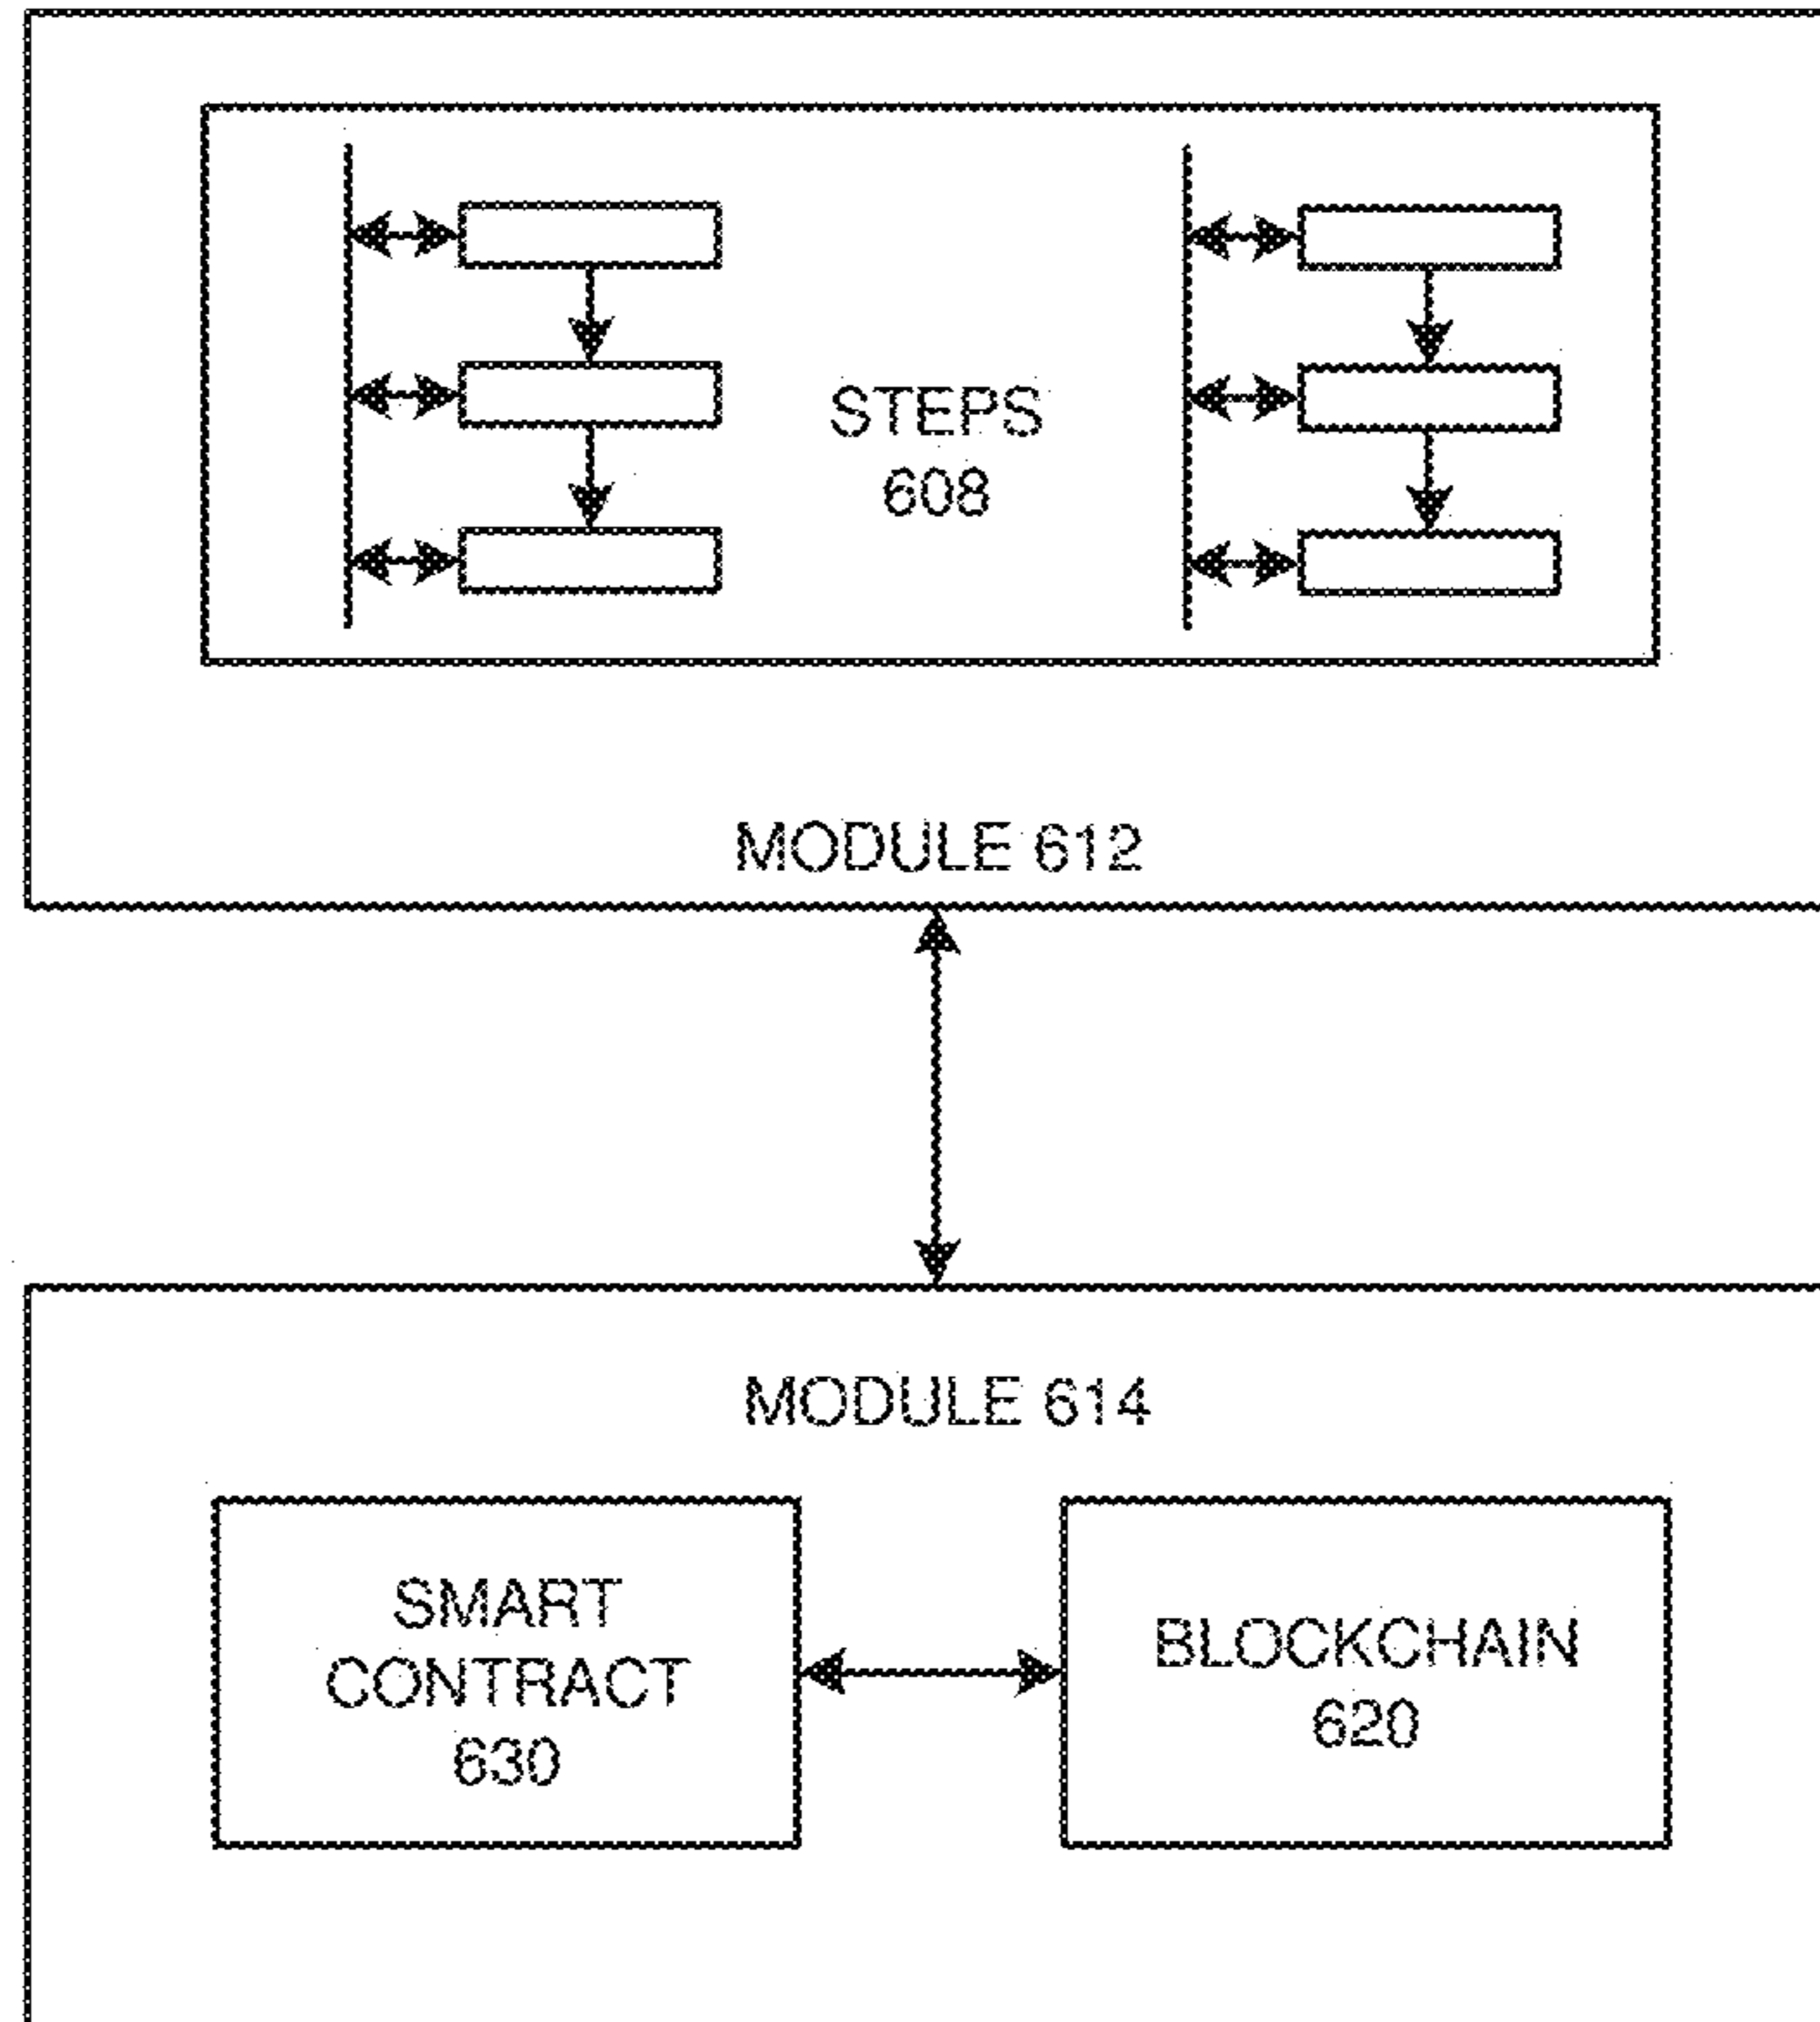 STEPS
608
MODULE 612
MODULE 614
SMART
CONTRACT
630
BLOCKCHAIN
620